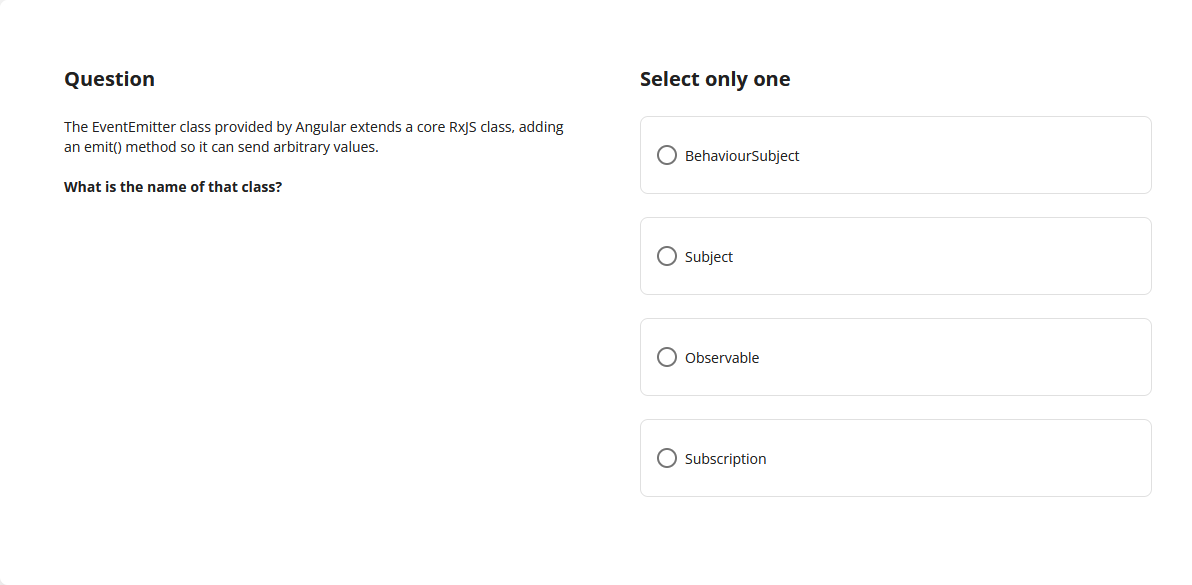 Question
The EventEmitter class provided by Angular extends a core RxJS class, adding
an emit() method so it can send arbitrary values.
What is the name of that class?
Select only one
BehaviourSubject
Subject
Observable
Subscription